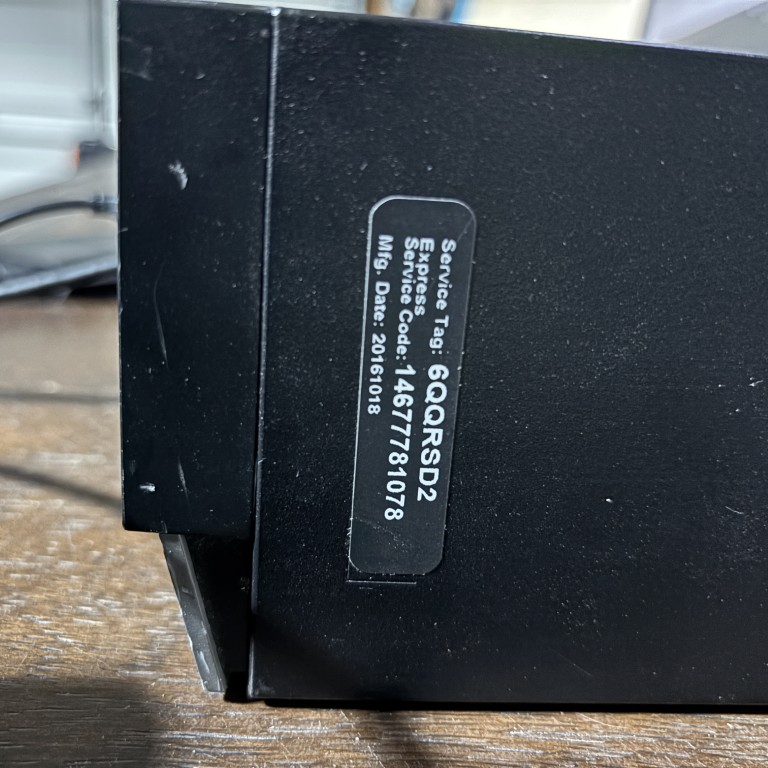 Service Tag: 6QQRSD2
Express
Service Code: 14677781078
Mfg. Date: 20161018